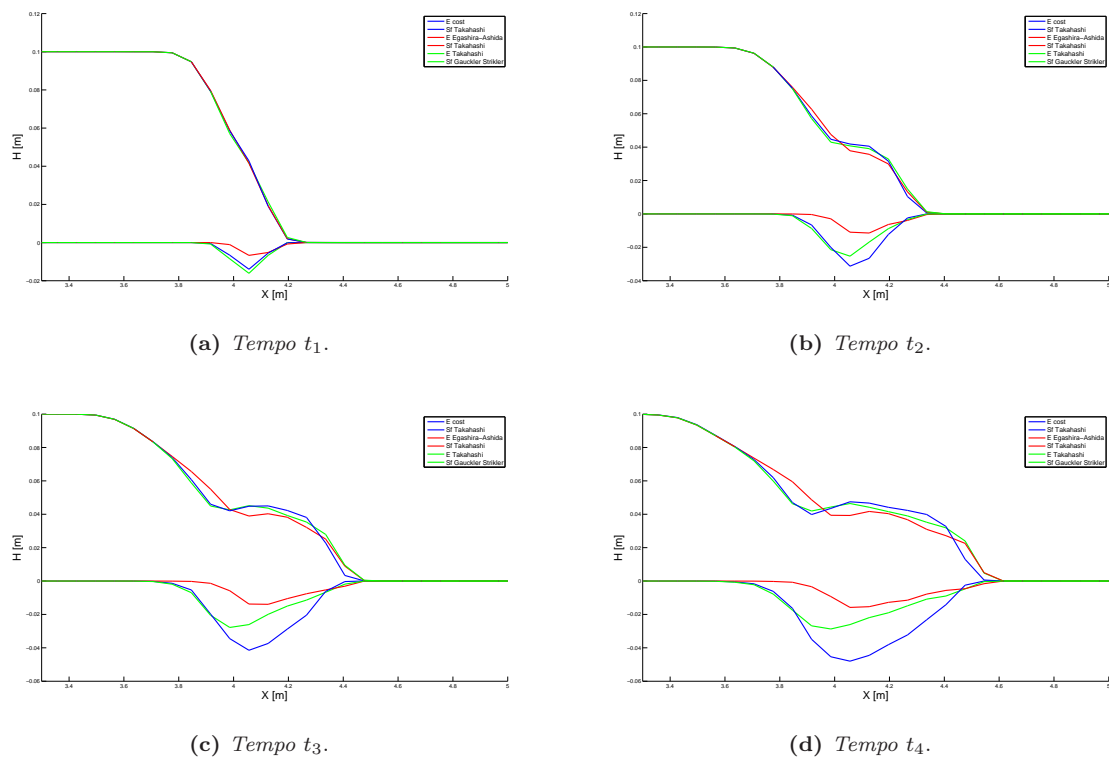 0.12
0.1
0.08
0.06
0.04
0.02
0
−0.02
H [m]
3.4 3.6 3.8 4 4.2 4.4 4.6 4.8 5
X [m]
E cost
Sf Takahashi
E Egashira−Ashida
Sf Takahashi
E Takahashi
Sf Gauckler Strikler
(a) Tempo t₁.
0.12
0.1
0.08
0.06
0.04
0.02
0
−0.02
−0.04
H [m]
3.4 3.6 3.8 4 4.2 4.4 4.6 4.8 5
X [m]
E cost
Sf Takahashi
E Egashira−Ashida
Sf Takahashi
E Takahashi
Sf Gauckler Strikler
(b) Tempo t₂.
0.1
0.08
0.06
0.04
0.02
0
−0.02
−0.04
−0.06
H [m]
3.4 3.6 3.8 4 4.2 4.4 4.6 4.8 5
X [m]
E cost
Sf Takahashi
E Egashira−Ashida
Sf Takahashi
E Takahashi
Sf Gauckler Strikler
(c) Tempo t₃.
0.1
0.08
0.06
0.04
0.02
0
−0.02
−0.04
−0.06
H [m]
3.4 3.6 3.8 4 4.2 4.4 4.6 4.8 5
X [m]
E cost
Sf Takahashi
E Egashira−Ashida
Sf Takahashi
E Takahashi
Sf Gauckler Strikler
(d) Tempo t₄.